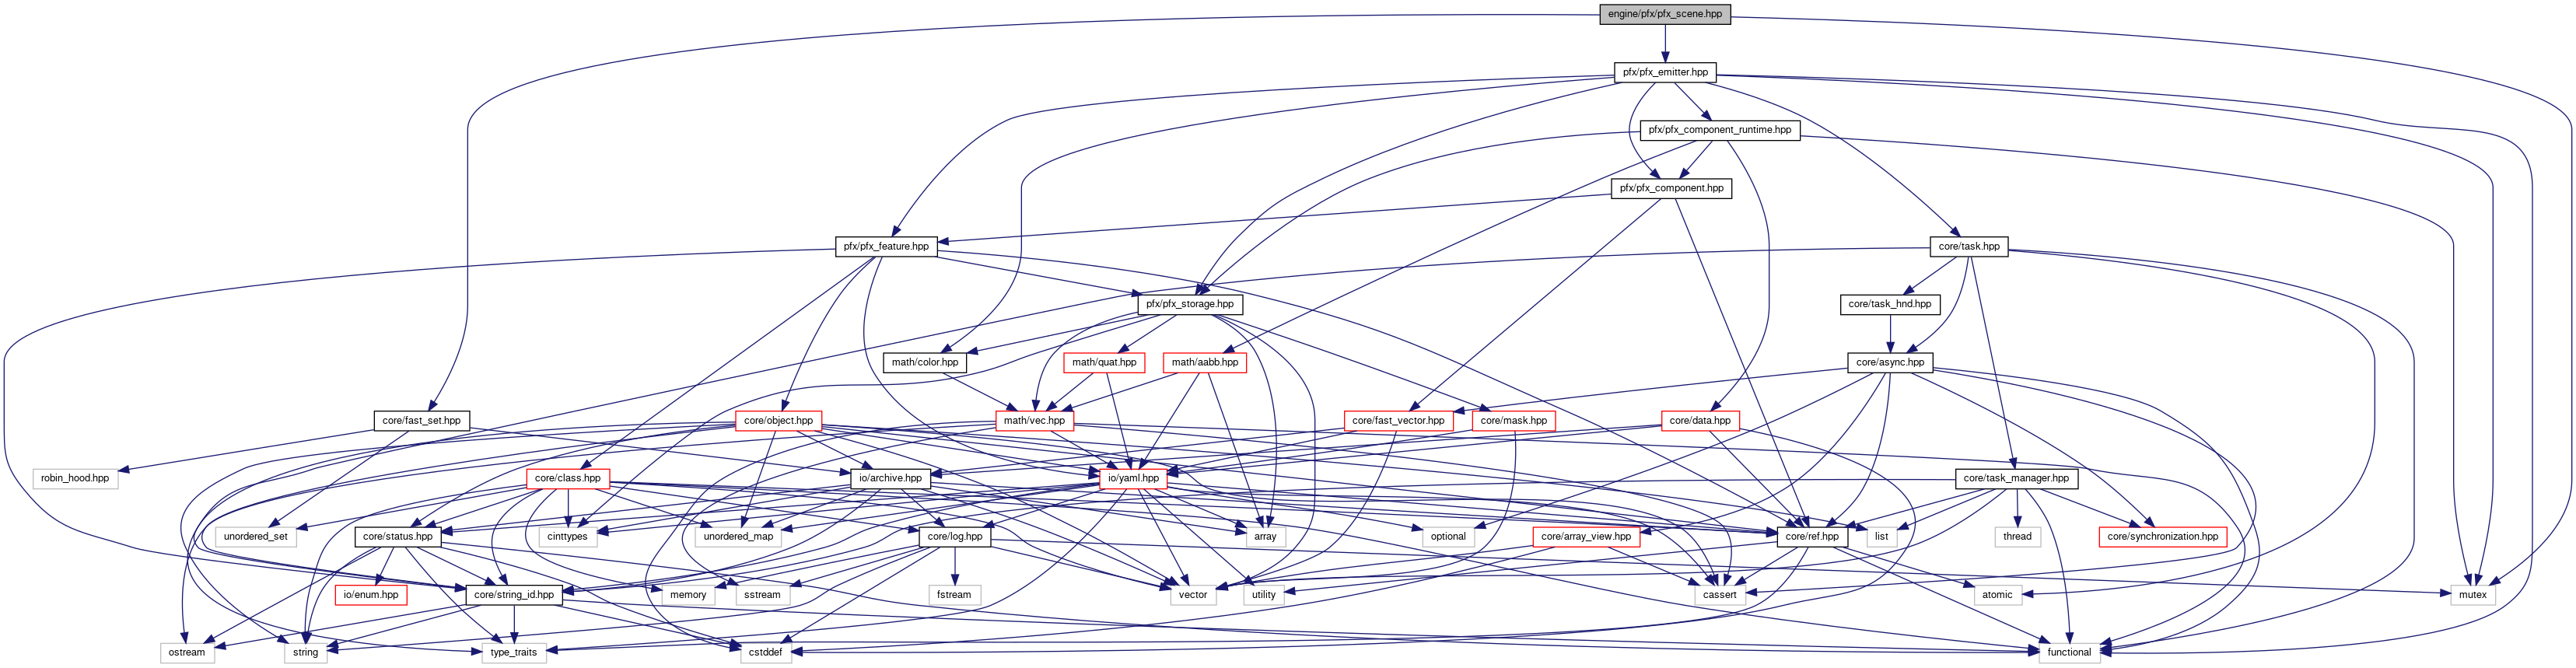 engine/pfx/pfx_scene.hpp
pfx/pfx_emitter.hpp
pfx/pfx_component_runtime.hpp
pfx/pfx_component.hpp
pfx/pfx_feature.hpp
core/task.hpp
pfx/pfx_storage.hpp
core/task_hnd.hpp
math/color.hpp
math/quat.hpp
math/aabb.hpp
core/async.hpp
core/fast_set.hpp
core/object.hpp
math/vec.hpp
core/fast_vector.hpp
core/mask.hpp
core/data.hpp
robin_hood.hpp
core/class.hpp
io/archive.hpp
io/yaml.hpp
core/task_manager.hpp
unordered_set
core/status.hpp
cinttypes
unordered_map
core/log.hpp
array
optional
core/array_view.hpp
core/ref.hpp
list
thread
core/synchronization.hpp
io/enum.hpp
core/string_id.hpp
memory
sstream
fstream
vector
utility
cassert
atomic
mutex
ostream
string
type_traits
cstddef
functional